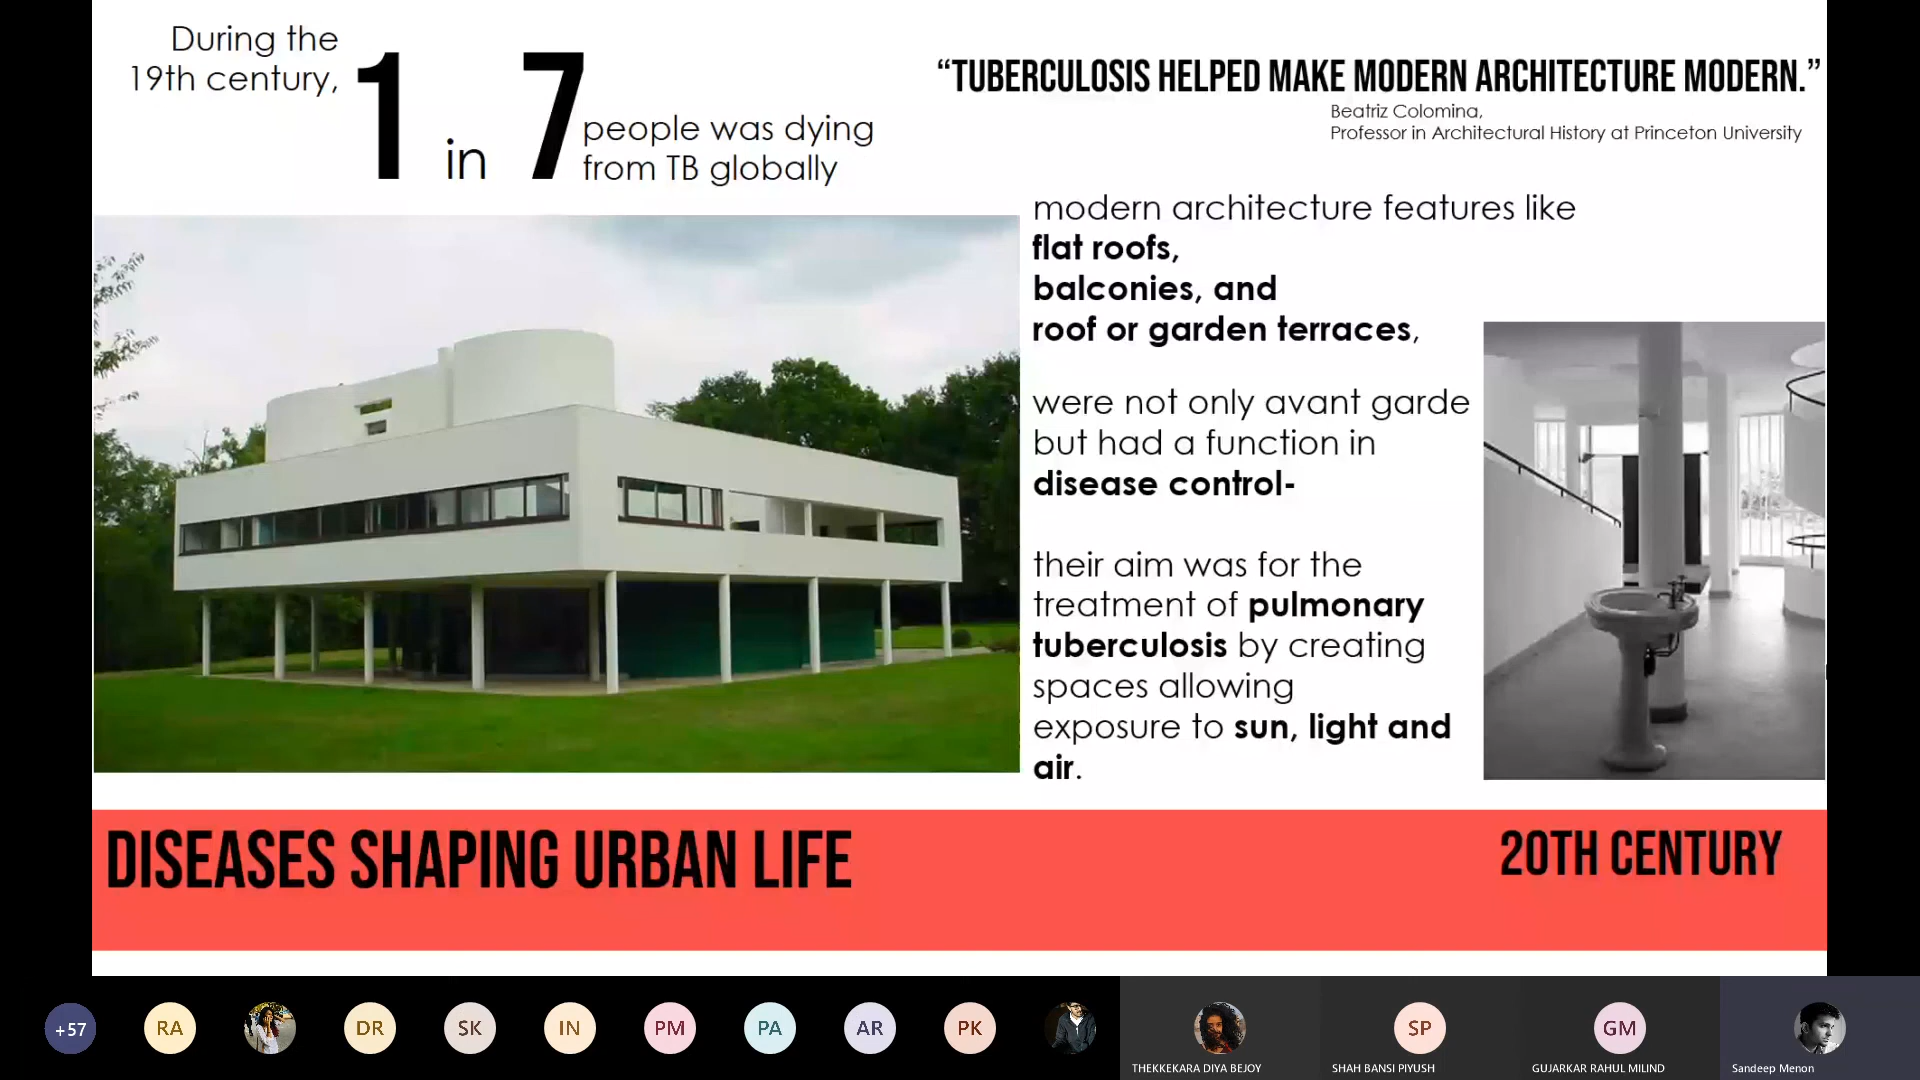 During the
19th century,
1 in 7
people was dying
from TB globally
“TUBERCULOSIS HELPED MAKE MODERN ARCHITECTURE MODERN.”
Beatriz Colomina,
Professor in Architectural History at Princeton University
modern architecture features like
flat roofs,
balconies, and
roof or garden terraces,
were not only avant garde
but had a function in
disease control-
their aim was for the
treatment of pulmonary
tuberculosis by creating
spaces allowing
exposure to sun, light and
air.
DISEASES SHAPING URBAN LIFE
20TH CENTURY
+57
RA
DR
SK
IN
PM
PA
AR
PK
SP
GM
THEKKEKARA DIYA BEJOY
SHAH BANSI PIYUSH
GUJARKAR RAHUL MILIND
Sandeep Menon